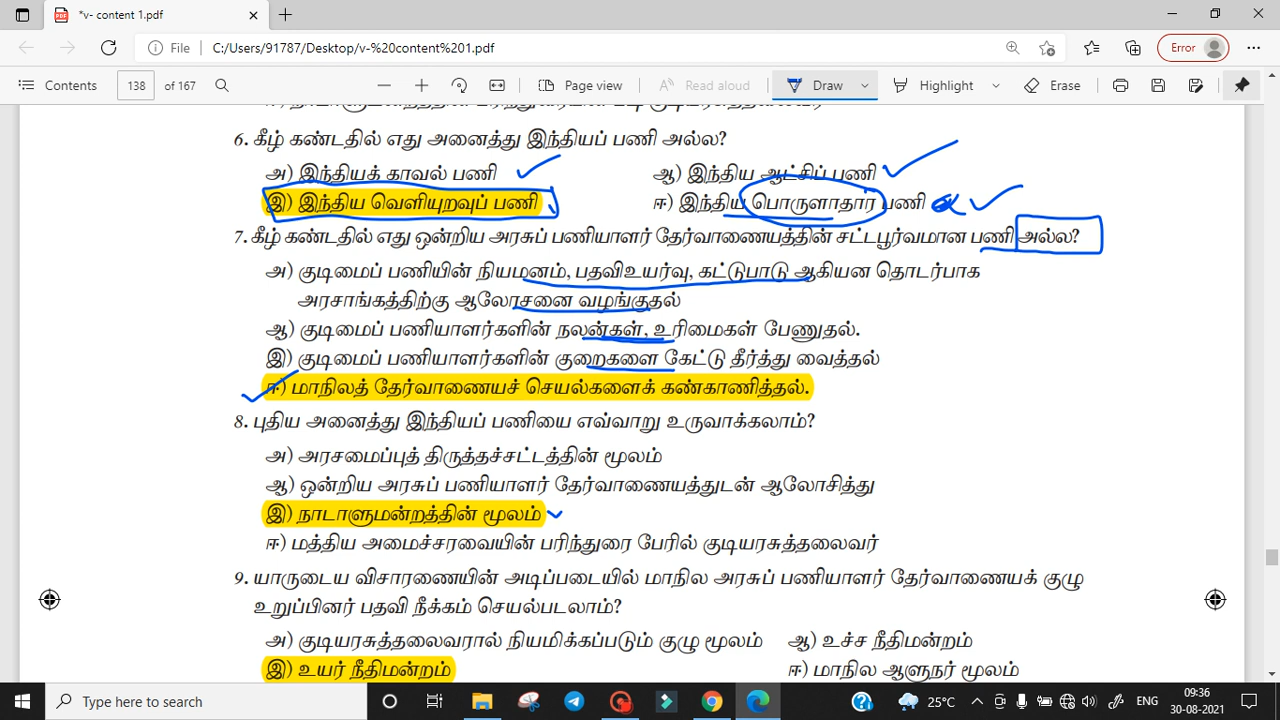 *v- content 1.pdf
File C:/Users/91787/Desktop/v-%20content%201.pdf Error
Contents 138 of 167 Page view Read aloud Draw Highlight Erase
6. கீழ் கண்டதில் எது அனைத்து இந்தியப் பணி அல்ல?
அ) இந்தியக் காவல் பணி ஆ) இந்திய ஆட்சிப் பணி
இ) இந்திய வெளியுறவுப் பணி ஈ) இந்திய பொருளாதார பணி
7. கீழ் கண்டதில் எது ஒன்றிய அரசுப் பணியாளர் தேர்வாணையத்தின் சட்டபூர்வமான பணி அல்ல?
அ) குடிமைப் பணியின் நியமனம், பதவிஉயர்வு, கட்டுபாடு ஆகியன தொடர்பாக
அரசாங்கத்திற்கு ஆலோசனை வழங்குதல்
ஆ) குடிமைப் பணியாளர்களின் நலன்கள், உரிமைகள் பேணுதல்.
இ) குடிமைப் பணியாளர்களின் குறைகளை கேட்டு தீர்த்து வைத்தல்
ஈ) மாநிலத் தேர்வாணையச் செயல்களைக் கண்காணித்தல்.
8. புதிய அனைத்து இந்தியப் பணியை எவ்வாறு உருவாக்கலாம்?
அ) அரசமைப்புத் திருத்தச்சட்டத்தின் மூலம்
ஆ) ஒன்றிய அரசுப் பணியாளர் தேர்வாணையத்துடன் ஆலோசித்து
இ) நாடாளுமன்றத்தின் மூலம்
ஈ) மத்திய அமைச்சரவையின் பரிந்துரை பேரில் குடியரசுத்தலைவர்
9. யாருடைய விசாரணையின் அடிப்படையில் மாநில அரசுப் பணியாளர் தேர்வாணையக் குழு
உறுப்பினர் பதவி நீக்கம் செயல்படலாம்?
அ) குடியரசுத்தலைவரால் நியமிக்கப்படும் குழு மூலம் ஆ) உச்ச நீதிமன்றம்
இ) உயர் நீதிமன்றம் ஈ) மாநில ஆளுநர் மூலம்
Type here to search 25°C ENG 09:36
30-08-2021